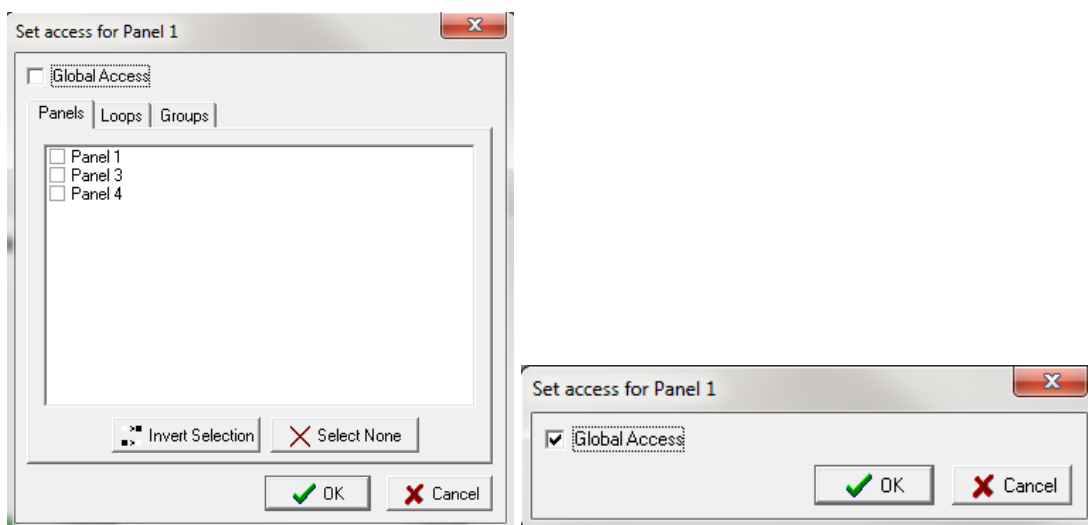 Set access for Panel 1
Global Access
Panels Loops Groups
Panel 1
Panel 3
Panel 4
Invert Selection Select None
OK Cancel
Set access for Panel 1
Global Access
OK Cancel